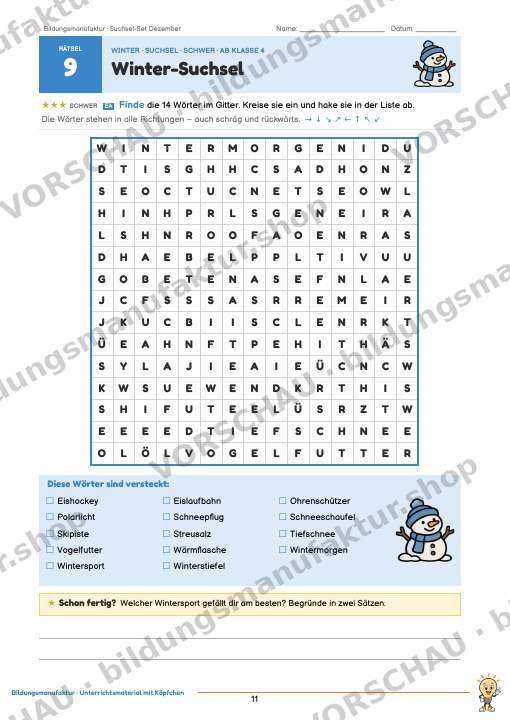 Bildungsmanufaktur · Suchsel-Set Dezember Name: Datum:
RÄTSEL
9
WINTER · SUCHSEL · SCHWER · AB KLASSE 4
Winter-Suchsel
★★★ SCHWER EA Finde die 14 Wörter im Gitter. Kreise sie ein und hake sie in der Liste ab.
Die Wörter stehen in alle Richtungen – auch schräg und rückwärts. → ↓ ↘ ↗ ← ↑ ↖ ↙
W I N T E R M O R G E N I D Ü
D T I S G H H C S A D H O N Z
S E O C T U C N E T S E O W L
H I N H P R L S G E N E I R A
L S H N R O O F A O E N R A S
D H A E B E L P P L T I V U U
G O B E T E N A S E F N L A E
J C F S S S A S R R E M E I R
J K U C B I I S C L E N R K T
Ü E A H N F T P E H I T H Ä S
S Y L A J I E A I E Ü C N C W
K W S U E W E N D K R T H I S
S H I F U T E E L Ü S R Z T W
E E E E D T I E F S C H N E E
O L Ö L V O G E L F U T T E R
Diese Wörter sind versteckt:
Eishockey Eislaufbahn Ohrenschützer
Polarlicht Schneepflug Schneeschaufel
Skipiste Streusalz Tiefschnee
Vogelfutter Wärmflasche Wintermorgen
Wintersport Winterstiefel
★ Schon fertig? Welcher Wintersport gefällt dir am besten? Begründe in zwei Sätzen.
Bildungsmanufaktur · Unterrichtsmaterial mit Köpfchen
11
VORSCHAU · bildungsmanufaktur.shop